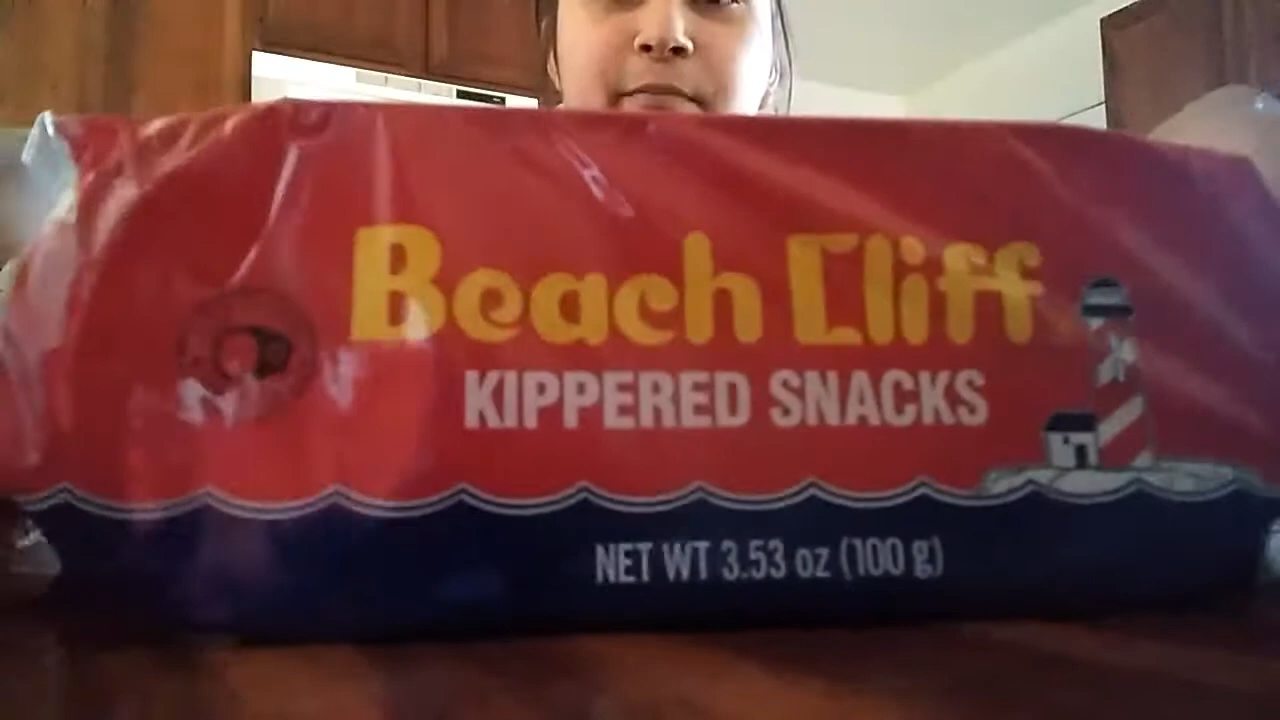 Beach Cliff
KIPPERED SNACKS
NET WT 3.53 oz (100 g)